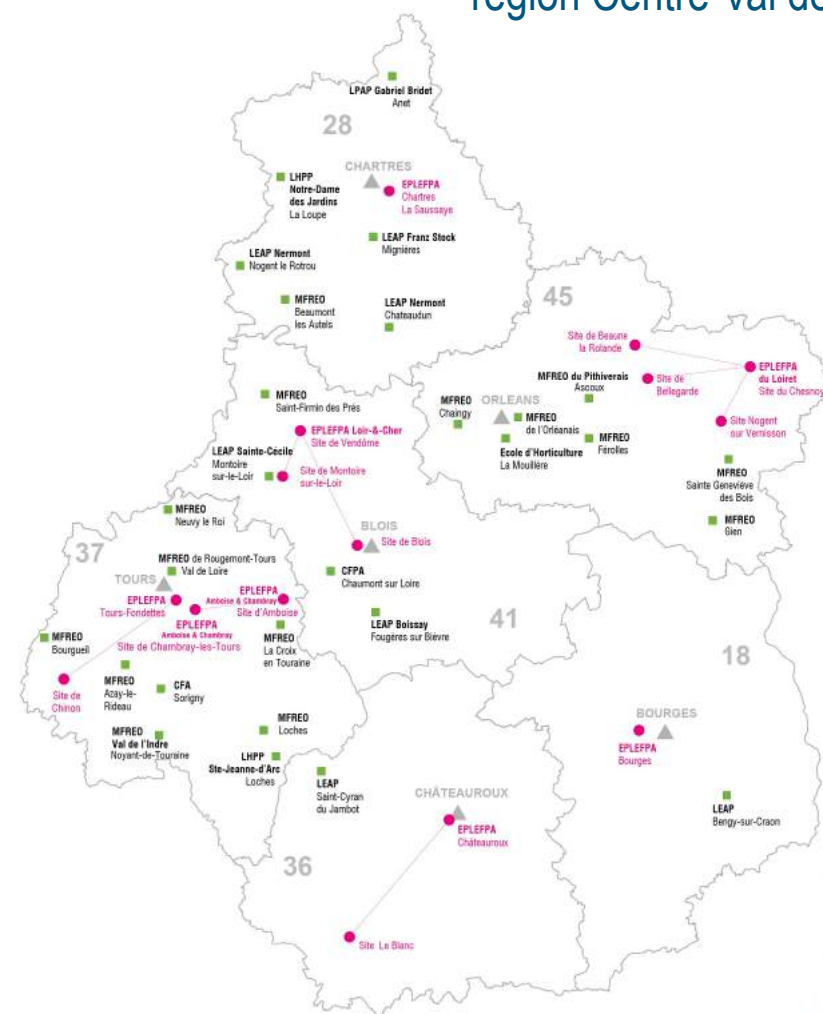 région Centre-Val de
LPAP Gabriel Bridet
Anet
28
CHARTRES
LHPP
Notre-Dame
des Jardins
La Loupe
EPLEFPA
Chartres
La Saussaye
LEAP Franz Stock
Mignières
LEAP Nermont
Nogent le Rotrou
MFREO
Beaumont
les Autels
LEAP Nermont
Chateaudun
45
Site de Beaune
la Rolande
EPLEFPA
du Loiret
Site du Chesnoy
Site de
Bellegarde
MFREO du Pithiverais
Ascoux
MFREO
Chaingy
ORLEANS
MFREO
de l'Orléanais
Ecole d'Horticulture
La Mouillère
MFREO
Férolles
Site Nogent
sur Vernisson
MFREO
Sainte Geneviève
des Bois
MFREO
Gien
MFREO
Saint-Firmin des Prés
EPLEFPA Loir-&-Cher
Site de Vendôme
LEAP Sainte-Cécile
Montoire
sur-le-Loir
Site de Montoire
sur-le-Loir
BLOIS
Site de Blois
CFPA
Chaumont sur Loire
LEAP Boissay
Fougères sur Bièvre
41
MFREO
Neuvy le Roi
37
MFREO de Rougemont-Tours
Val de Loire
TOURS
EPLEFPA
Tours-Fondettes
EPLEFPA
Amboise & Chambray
Site d'Amboise
EPLEFPA
Amboise & Chambray
Site de Chambray-les-Tours
MFREO
Bourgueil
MFREO
La Croix
en Touraine
Site de
Chinon
MFREO
Azay-le-
Rideau
CFA
Sorigny
MFREO
Val de l'Indre
Noyant-de-Touraine
MFREO
Loches
LHPP
Ste-Jeanne-d'Arc
Loches
18
BOURGES
EPLEFPA
Bourges
LEAP
Bengy-sur-Craon
LEAP
Saint-Cyran
du Jambot
CHÂTEAUROUX
EPLEFPA
Châteauroux
36
Site Le Blanc